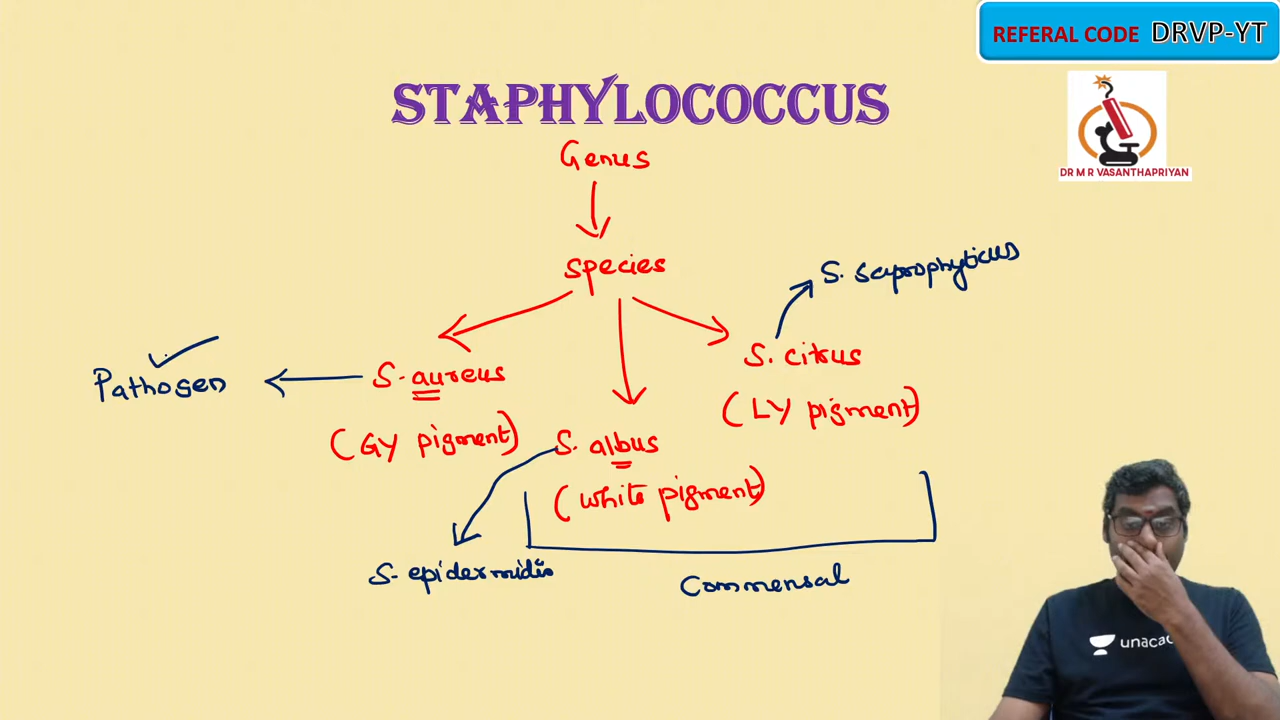 REFERAL CODE DRVP-YT
STAPHYLOCOCCUS
DR M R VASANTHAPRIYAN
Genus
Species
S. saprophyticus
S. citrus
(LY pigment)
Pathogen
S. aureus
(GY pigment)
S. albus
(white pigment)
S. epidermidis
Commensal
unacad